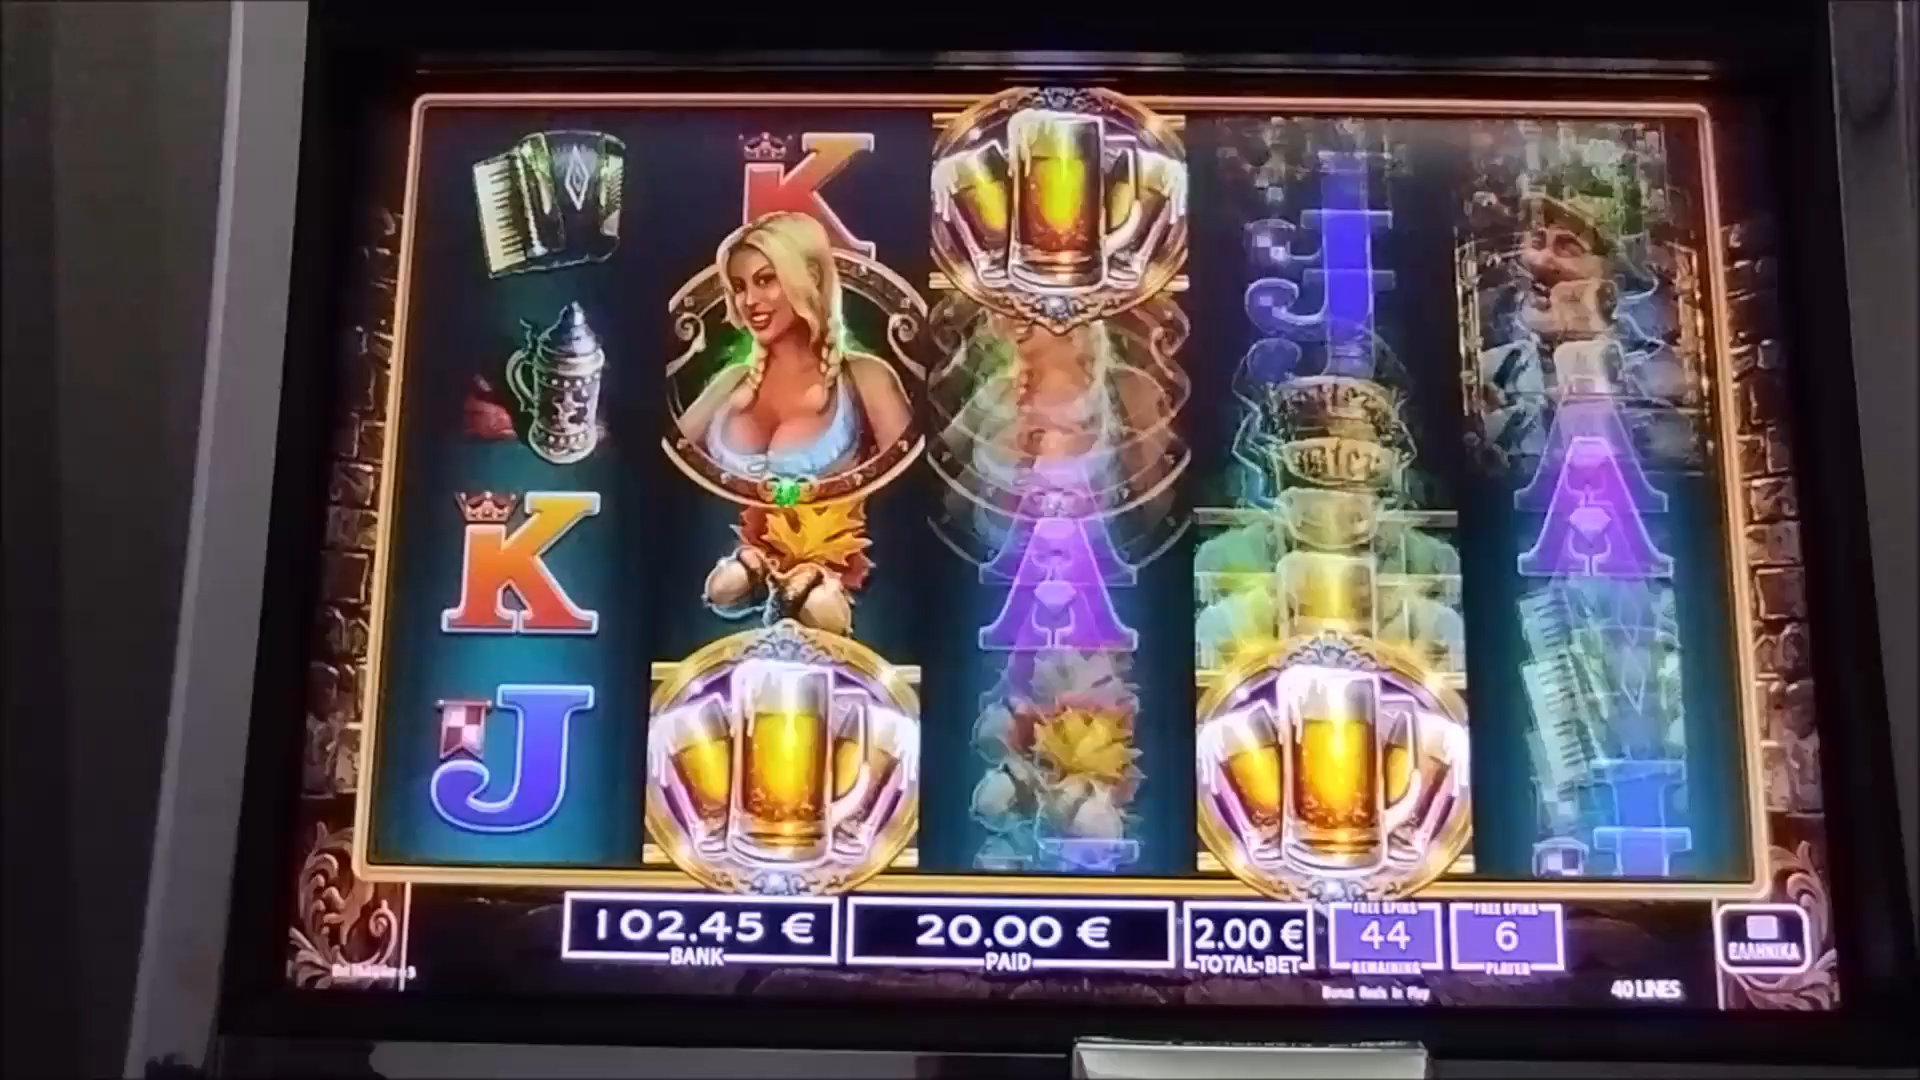 K
J
K
J
A
A
J
102.45 €
BANK
20.00 €
PAID
2.00 €
TOTAL BET
FREE SPINS
44
REMAINING
FREE SPINS
6
PLAYED
ΕΛΛΗΝΙΚΑ
Bonus Reels In Play
40 LINES